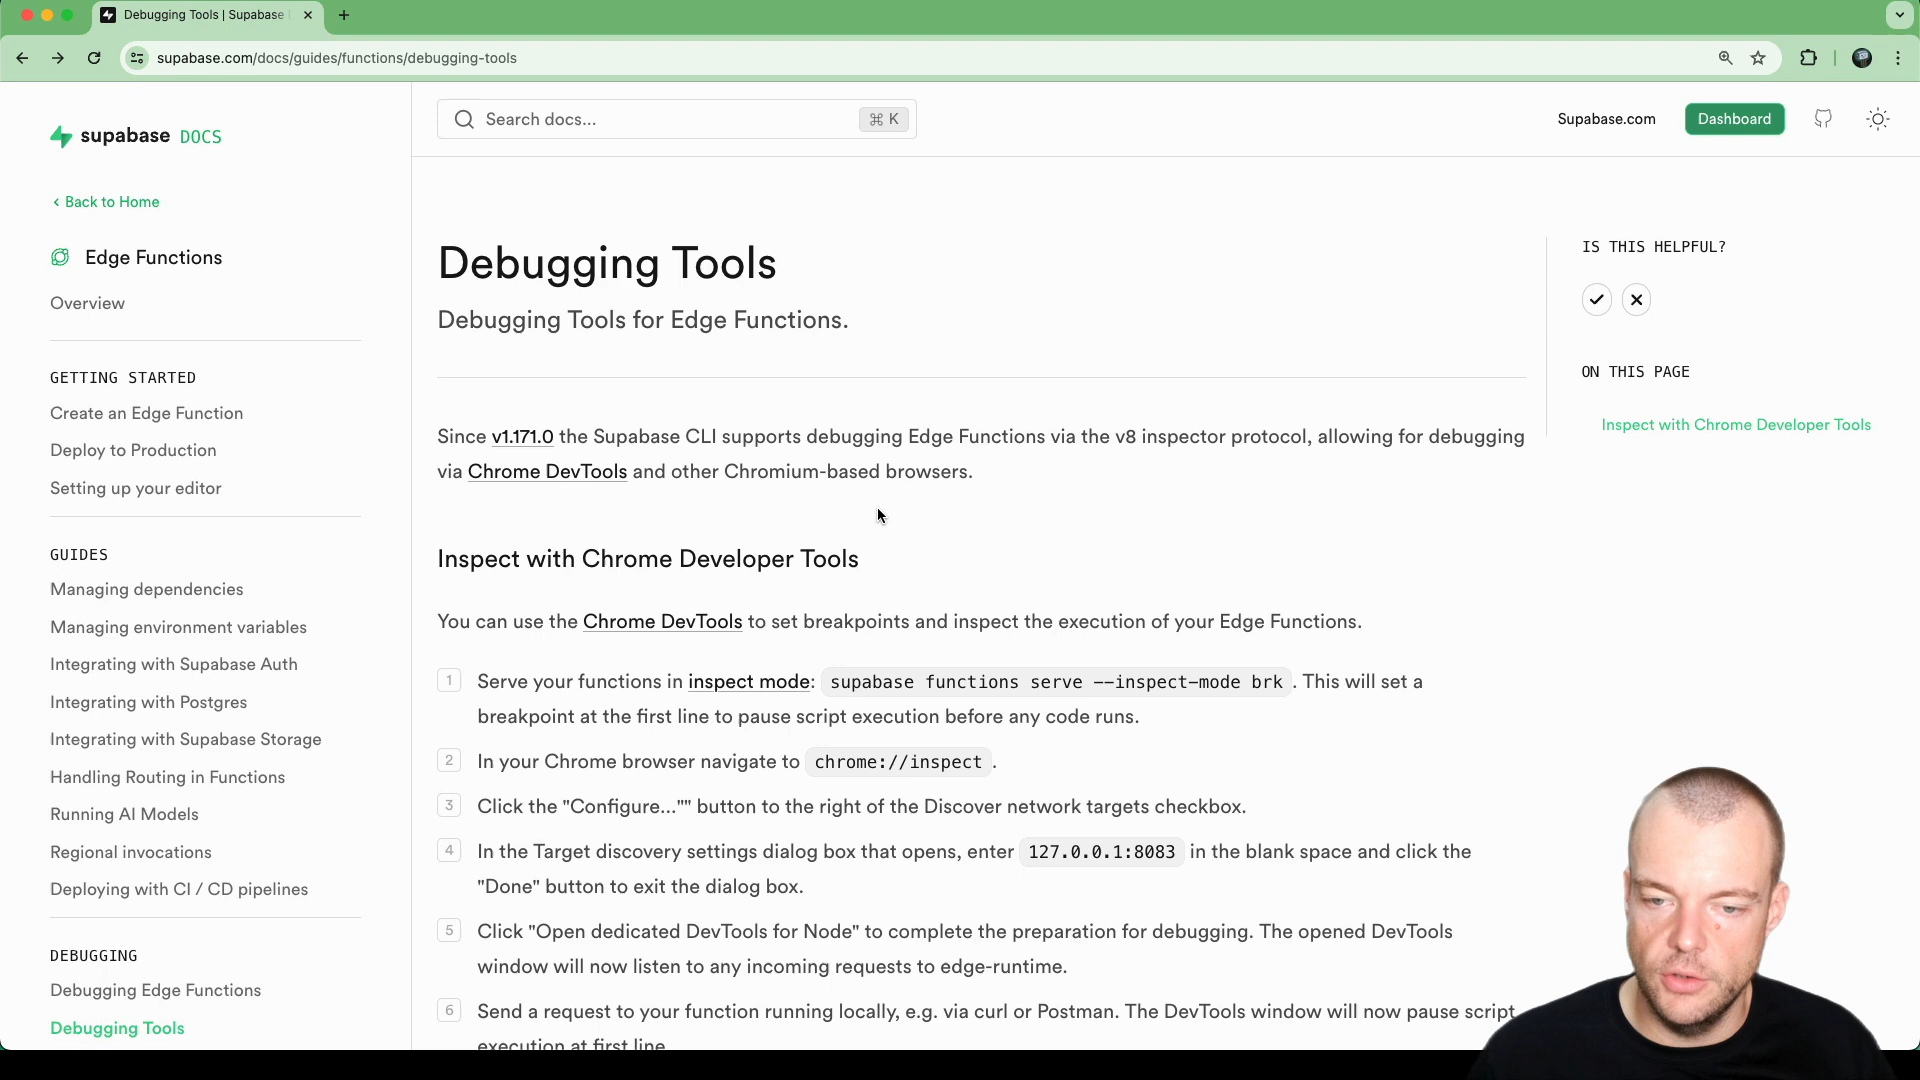 Debugging Tools | Supabase
supabase.com/docs/guides/functions/debugging-tools
supabase DOCS
Search docs...
⌘ K
Supabase.com
Dashboard
‹ Back to Home
Edge Functions
Overview
GETTING STARTED
Create an Edge Function
Deploy to Production
Setting up your editor
GUIDES
Managing dependencies
Managing environment variables
Integrating with Supabase Auth
Integrating with Postgres
Integrating with Supabase Storage
Handling Routing in Functions
Running AI Models
Regional invocations
Deploying with CI / CD pipelines
DEBUGGING
Debugging Edge Functions
Debugging Tools
Debugging Tools
Debugging Tools for Edge Functions.
Since v1.171.0 the Supabase CLI supports debugging Edge Functions via the v8 inspector protocol, allowing for debugging
via Chrome DevTools and other Chromium-based browsers.
Inspect with Chrome Developer Tools
You can use the Chrome DevTools to set breakpoints and inspect the execution of your Edge Functions.
1 Serve your functions in inspect mode: supabase functions serve --inspect-mode brk. This will set a
breakpoint at the first line to pause script execution before any code runs.
2 In your Chrome browser navigate to chrome://inspect.
3 Click the "Configure..."" button to the right of the Discover network targets checkbox.
4 In the Target discovery settings dialog box that opens, enter 127.0.0.1:8083 in the blank space and click the
"Done" button to exit the dialog box.
5 Click "Open dedicated DevTools for Node" to complete the preparation for debugging. The opened DevTools
window will now listen to any incoming requests to edge-runtime.
6 Send a request to your function running locally, e.g. via curl or Postman. The DevTools window will now pause script
execution at first line.
IS THIS HELPFUL?
ON THIS PAGE
Inspect with Chrome Developer Tools